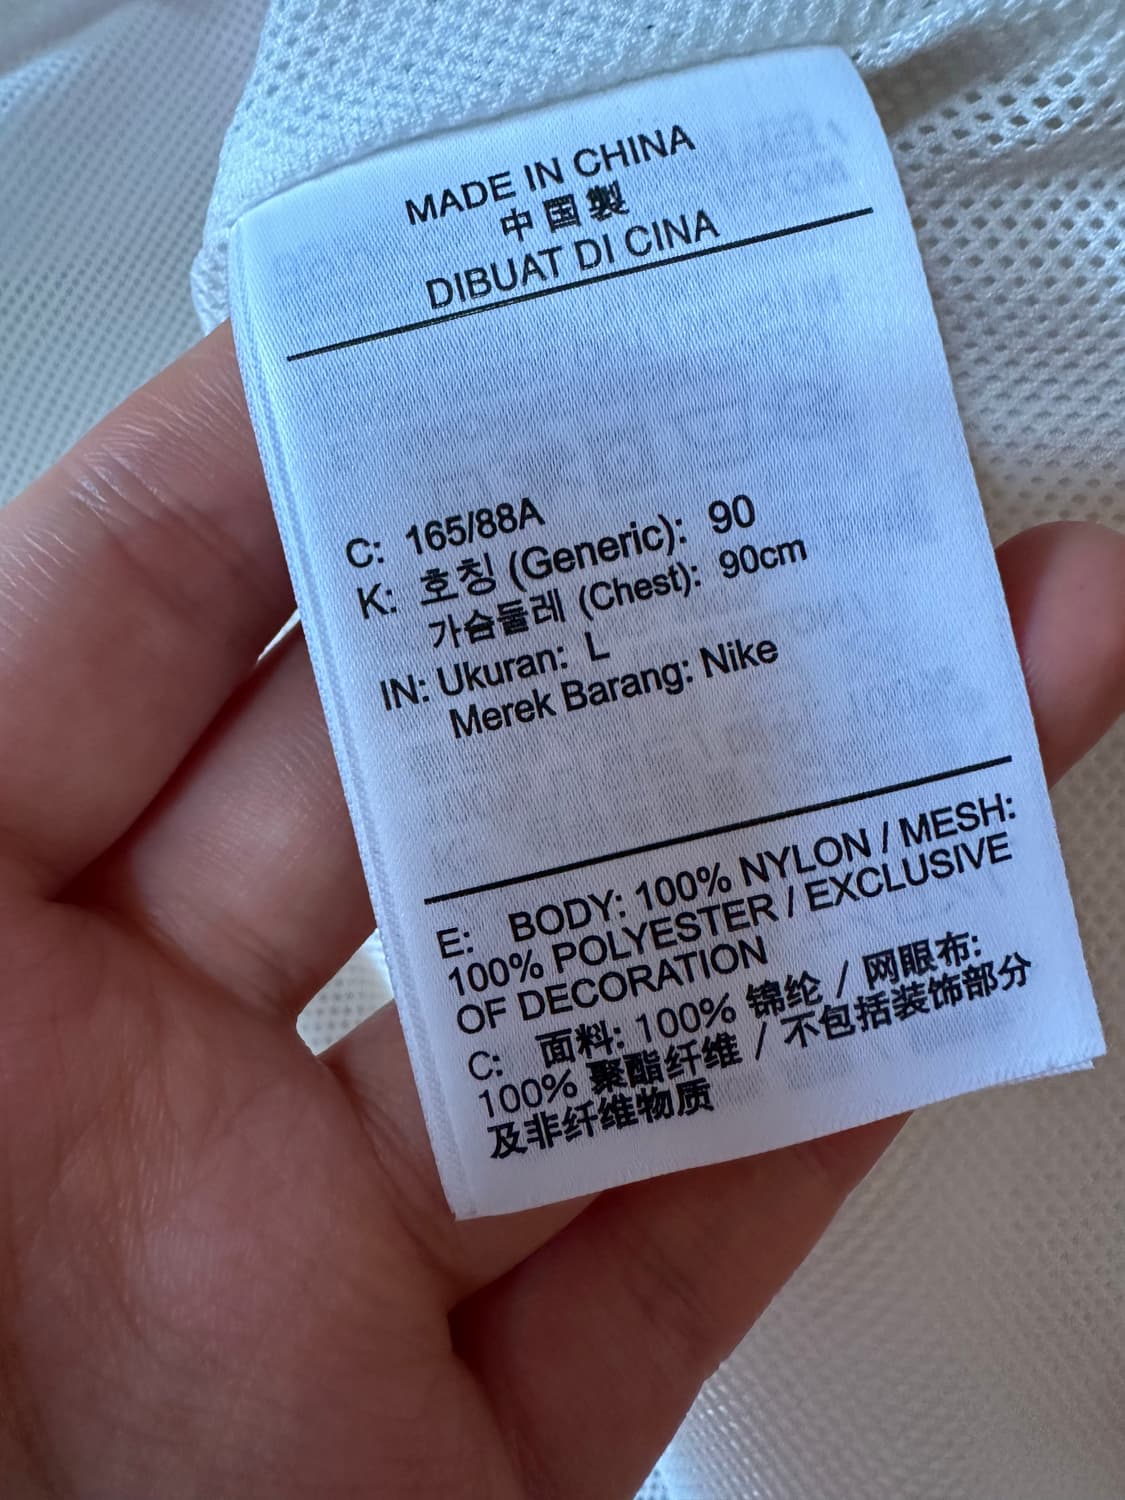 MADE IN CHINA
中国製
DIBUAT DI CINA
C: 165/88A
K: 호칭 (Generic): 90
가슴둘레 (Chest): 90cm
IN: Ukuran: L
Merek Barang: Nike
E: BODY: 100% NYLON / MESH:
100% POLYESTER / EXCLUSIVE
OF DECORATION
C: 面料: 100% 锦纶 / 网眼布:
100% 聚酯纤维 / 不包括装饰部分
及非纤维物质